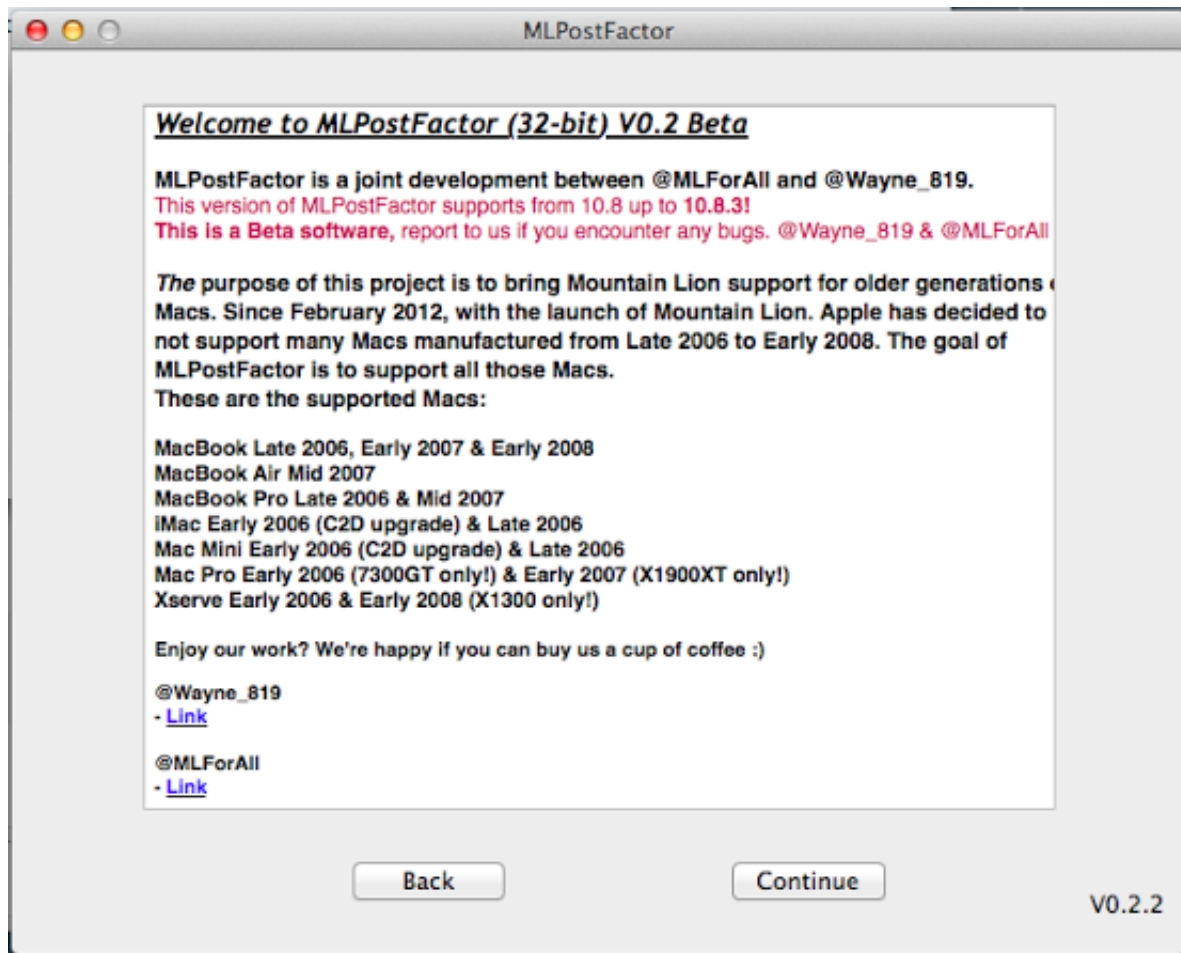 MLPostFactor
Welcome to MLPostFactor (32-bit) V0.2 Beta
MLPostFactor is a joint development between @MLForAll and @Wayne_819.
This version of MLPostFactor supports from 10.8 up to 10.8.3!
This is a Beta software, report to us if you encounter any bugs. @Wayne_819 & @MLForAll
The purpose of this project is to bring Mountain Lion support for older generations
Macs. Since February 2012, with the launch of Mountain Lion. Apple has decided to
not support many Macs manufactured from Late 2006 to Early 2008. The goal of
MLPostFactor is to support all those Macs.
These are the supported Macs:
MacBook Late 2006, Early 2007 & Early 2008
MacBook Air Mid 2007
MacBook Pro Late 2006 & Mid 2007
iMac Early 2006 (C2D upgrade) & Late 2006
Mac Mini Early 2006 (C2D upgrade) & Late 2006
Mac Pro Early 2006 (7300GT only!) & Early 2007 (X1900XT only!)
Xserve Early 2006 & Early 2008 (X1300 only!)
Enjoy our work? We're happy if you can buy us a cup of coffee :)
@Wayne_819
- Link
@MLForAll
- Link
Back Continue
V0.2.2